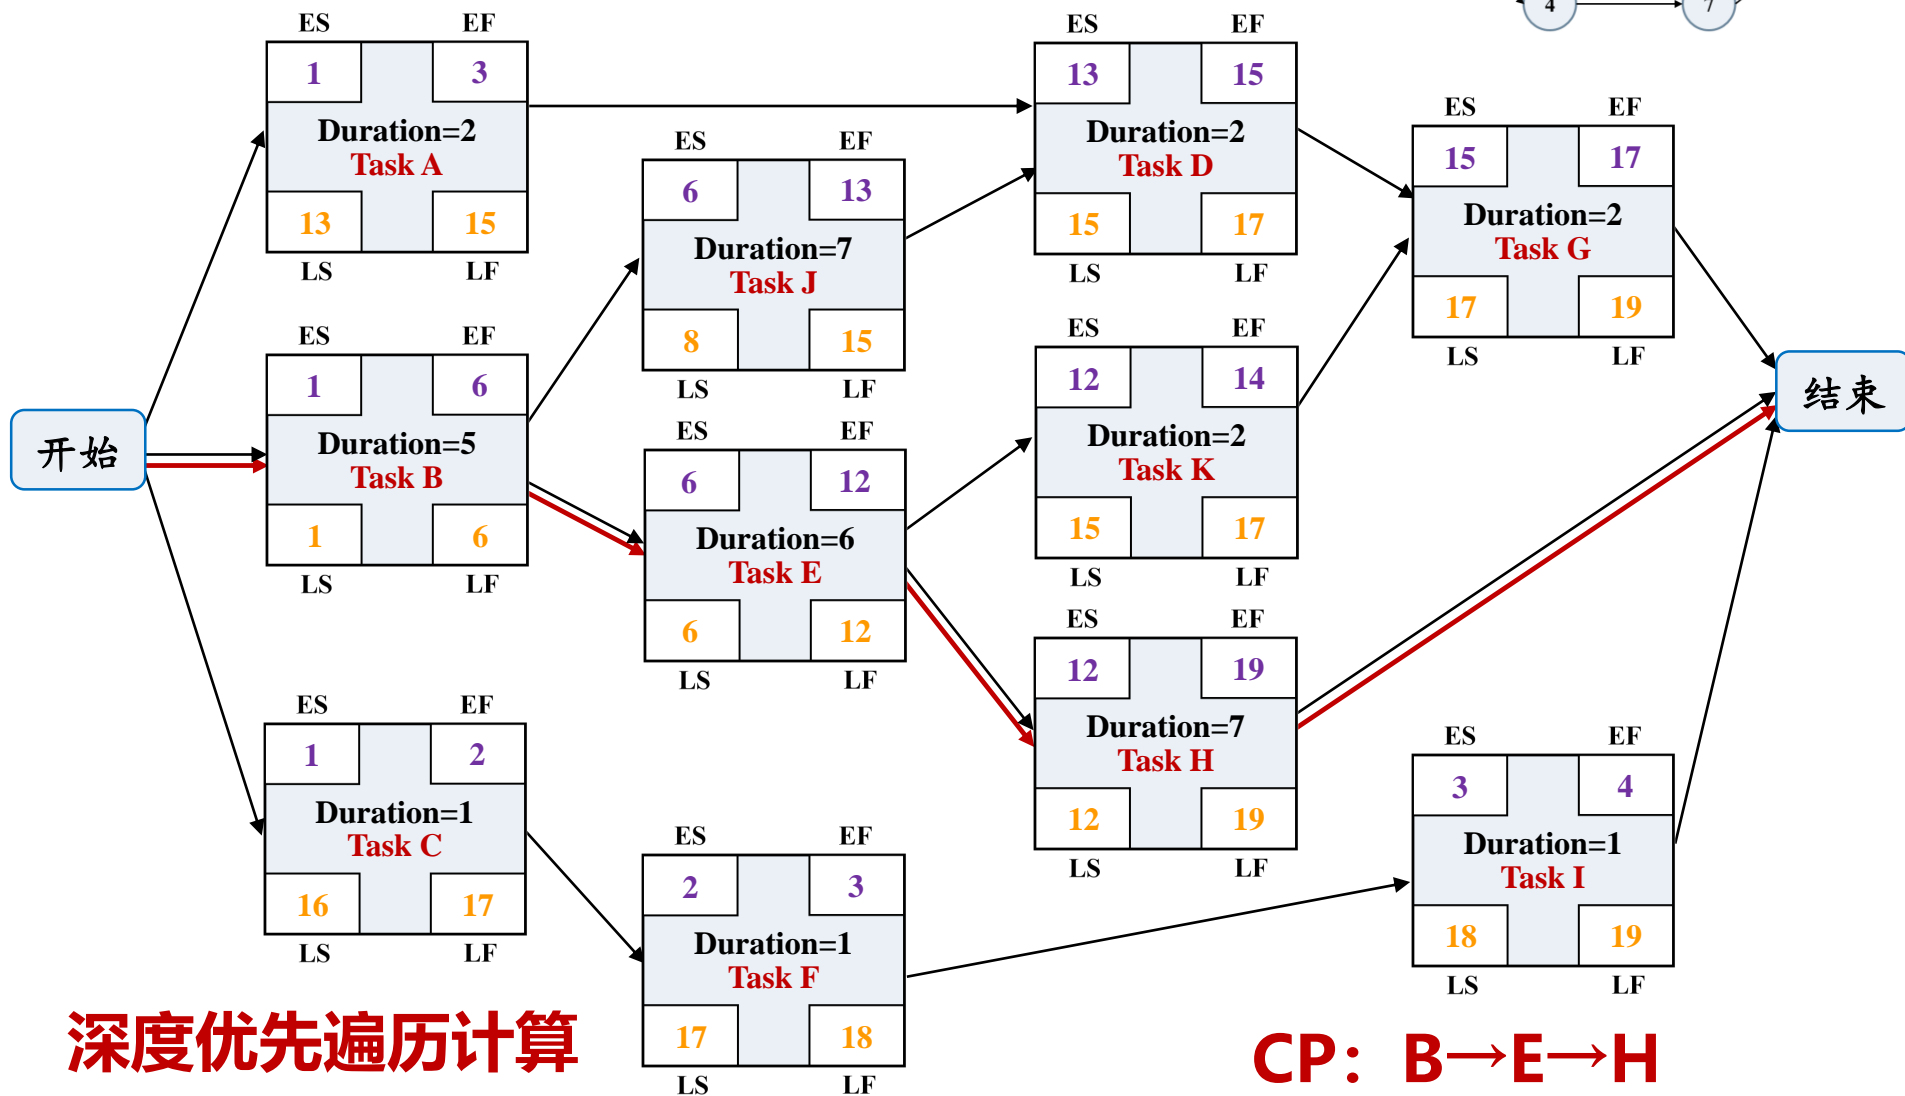 4
7
ES EF
1 3
Duration=2
Task A
13 15
LS LF
ES EF
13 15
Duration=2
Task D
15 17
LS LF
ES EF
6 13
Duration=7
Task J
8 15
LS LF
ES EF
15 17
Duration=2
Task G
17 19
LS LF
ES EF
1 6
Duration=5
Task B
1 6
LS LF
ES EF
12 14
Duration=2
Task K
15 17
LS LF
开始
结束
ES EF
6 12
Duration=6
Task E
6 12
LS LF
ES EF
12 19
Duration=7
Task H
12 19
LS LF
ES EF
1 2
Duration=1
Task C
16 17
LS LF
ES EF
2 3
Duration=1
Task F
17 18
LS LF
ES EF
3 4
Duration=1
Task I
18 19
LS LF
深度优先遍历计算
CP：B→E→H